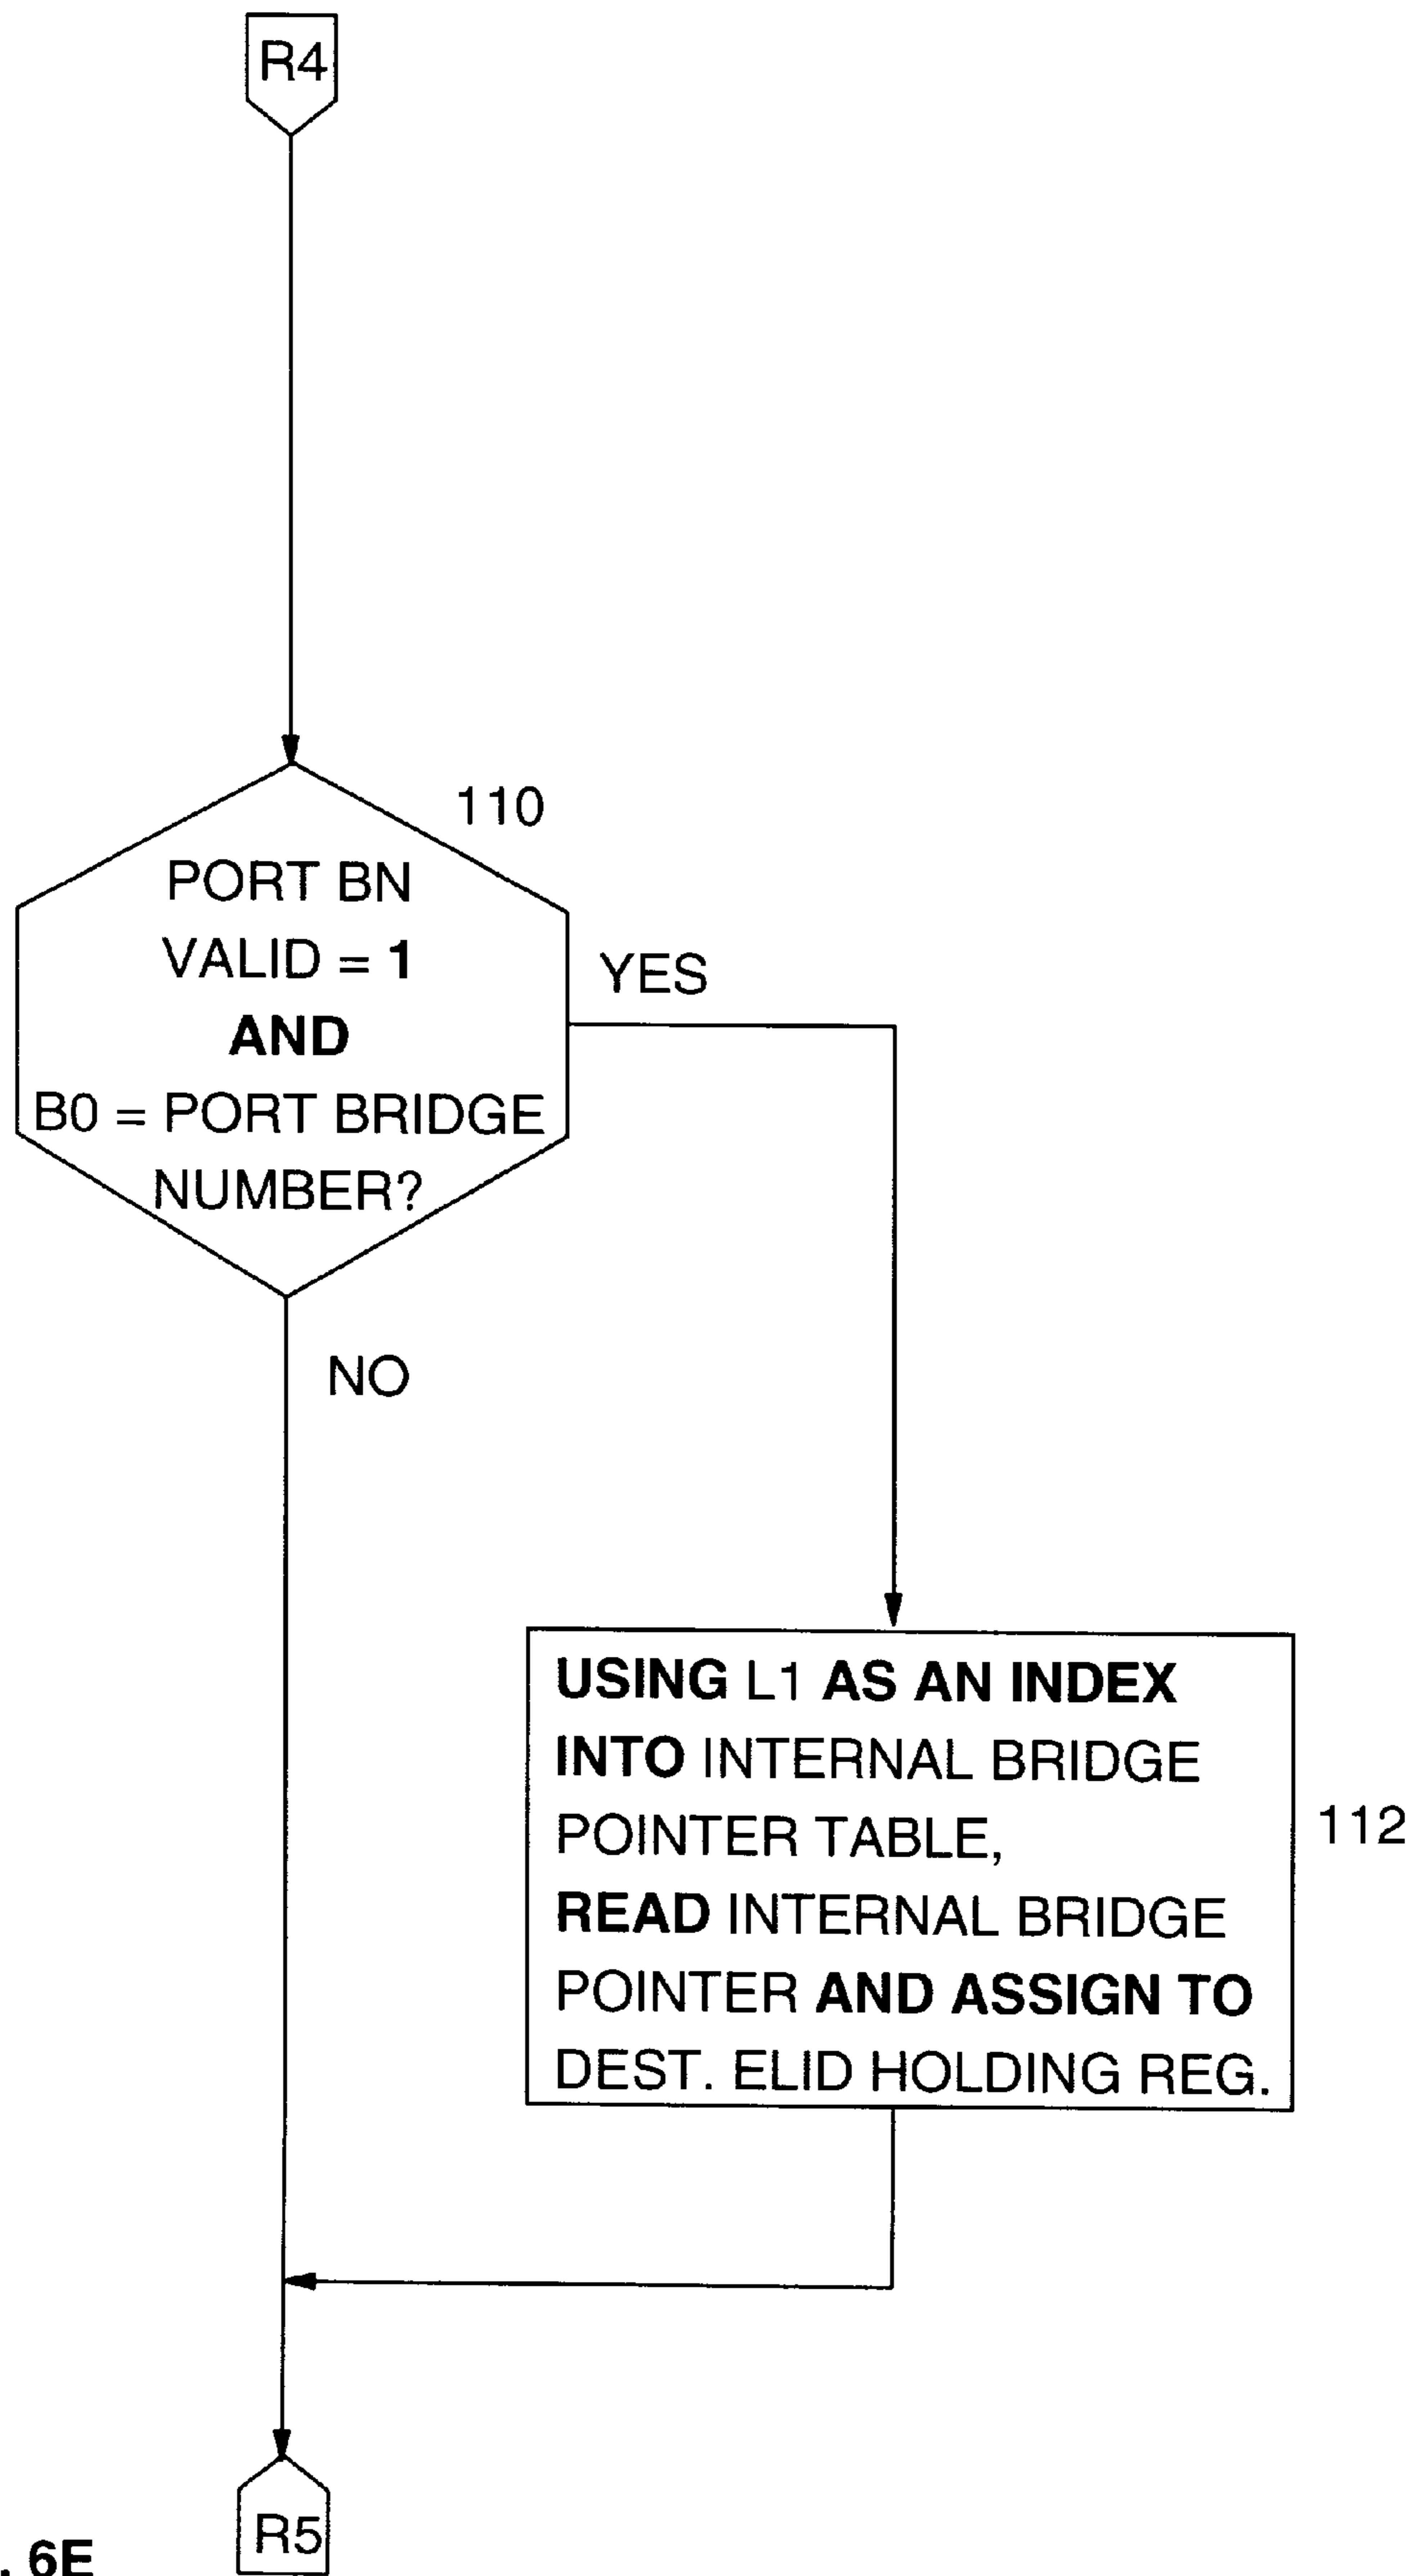 R4
110
PORT BN
VALID = 1
AND
B0 = PORT BRIDGE
NUMBER?
YES
NO
USING L1 AS AN INDEX
INTO INTERNAL BRIDGE
POINTER TABLE,
READ INTERNAL BRIDGE
POINTER AND ASSIGN TO
DEST. ELID HOLDING REG.
112
R5
. 6E